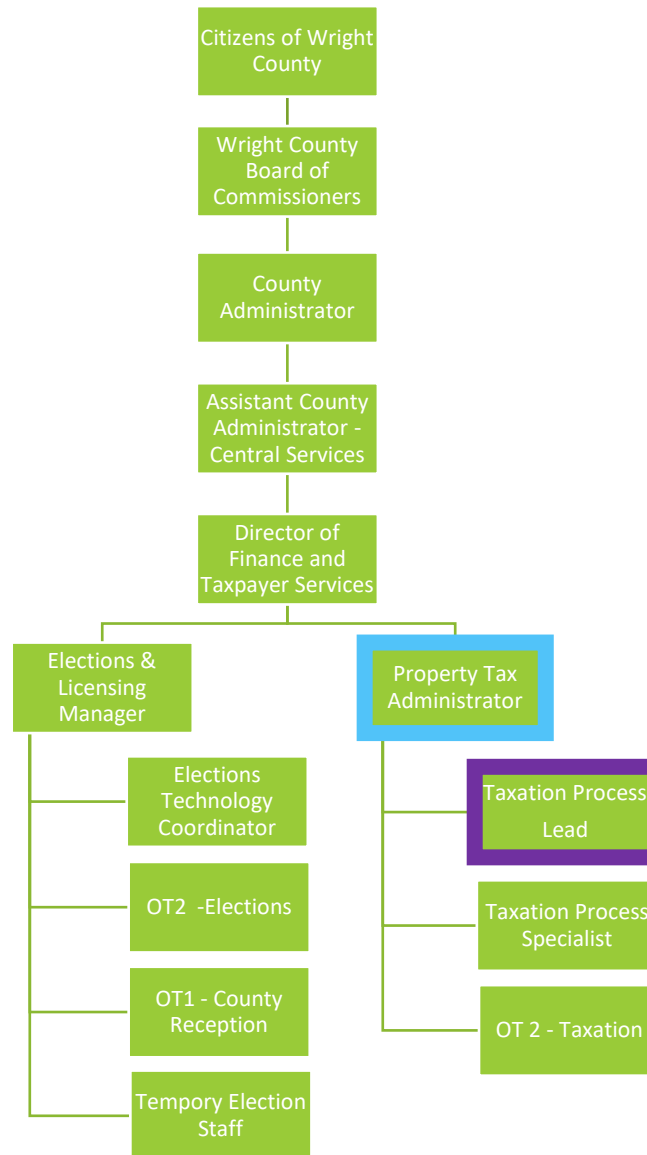 Citizens of Wright
County
Wright County
Board of
Commissioners
County
Administrator
Assistant County
Administrator -
Central Services
Director of
Finance and
Taxpayer Services
Elections &
Licensing
Manager
Property Tax
Administrator
Elections
Technology
Coordinator
OT2 -Elections
OT1 - County
Reception
Tempory Election
Staff
Taxation Process
Lead
Taxation Process
Specialist
OT 2 - Taxation